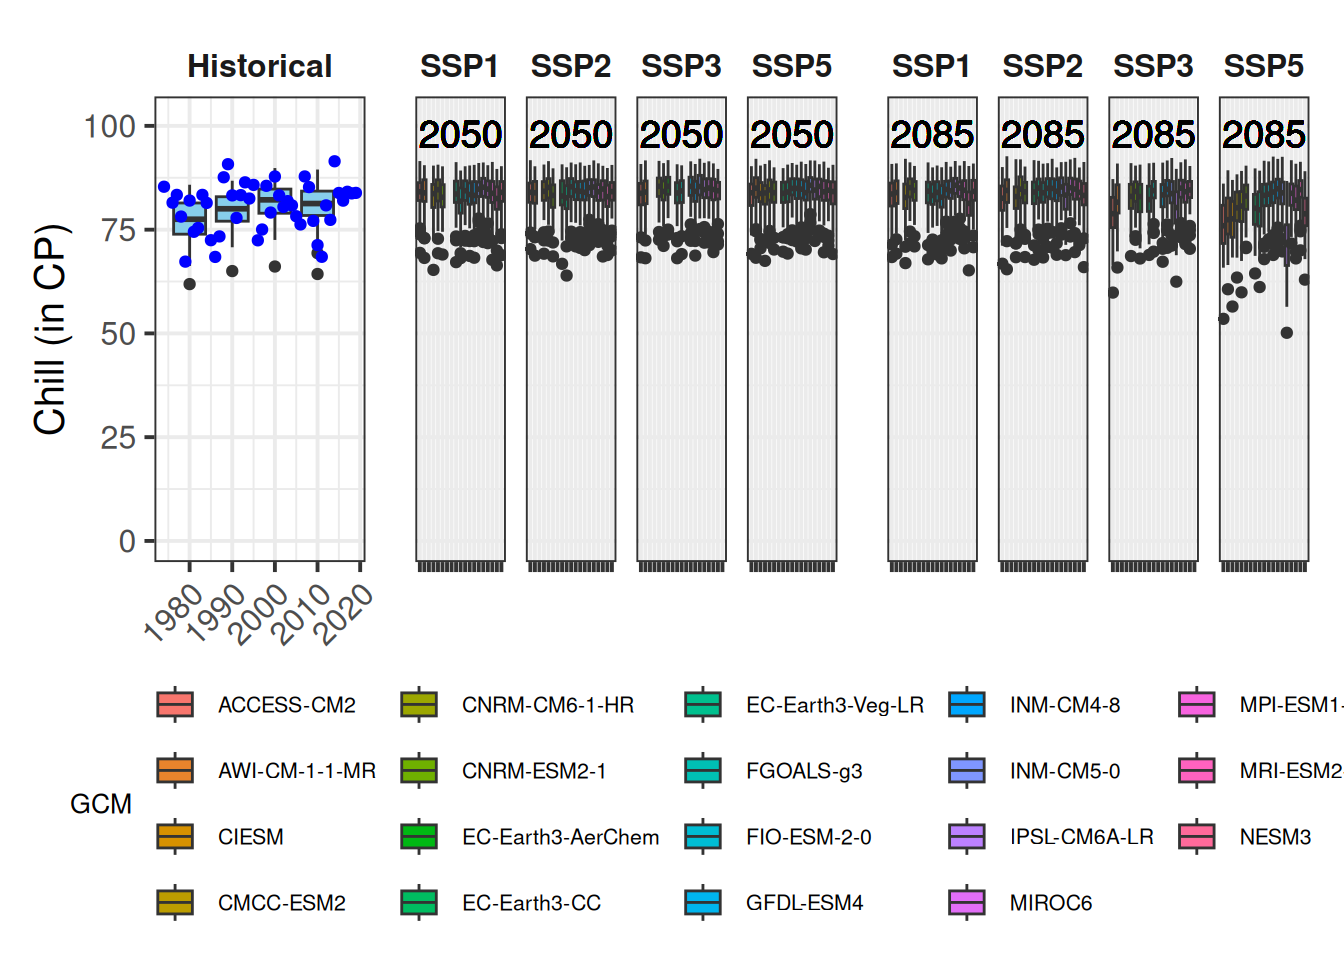 Historical SSP1 SSP2 SSP3 SSP5 SSP1 SSP2 SSP3 SSP5
2050 2050 2050 2050 2085 2085 2085 2085
Chill (in CP)
100
75
50
25
0
1980 1990 2000 2010 2020
GCM
ACCESS-CM2 CNRM-CM6-1-HR EC-Earth3-Veg-LR INM-CM4-8 MPI-ESM1-
AWI-CM-1-1-MR CNRM-ESM2-1 FGOALS-g3 INM-CM5-0 MRI-ESM2
CIESM EC-Earth3-AerChem FIO-ESM-2-0 IPSL-CM6A-LR NESM3
CMCC-ESM2 EC-Earth3-CC GFDL-ESM4 MIROC6